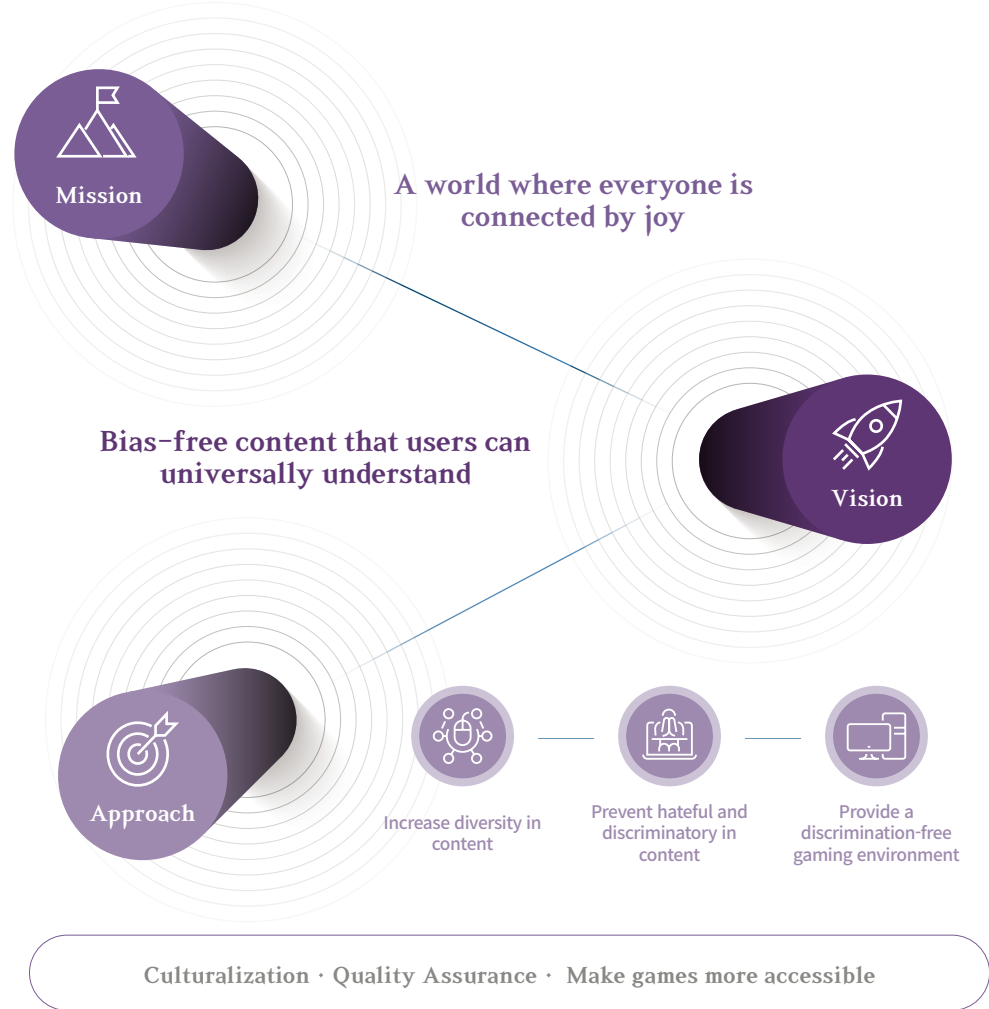 Mission
A world where everyone is
connected by joy
Bias-free content that users can
universally understand
Vision
Approach
Increase diversity in
content
Prevent hateful and
discriminatory in
content
Provide a
discrimination-free
gaming environment
Culturalization · Quality Assurance · Make games more accessible